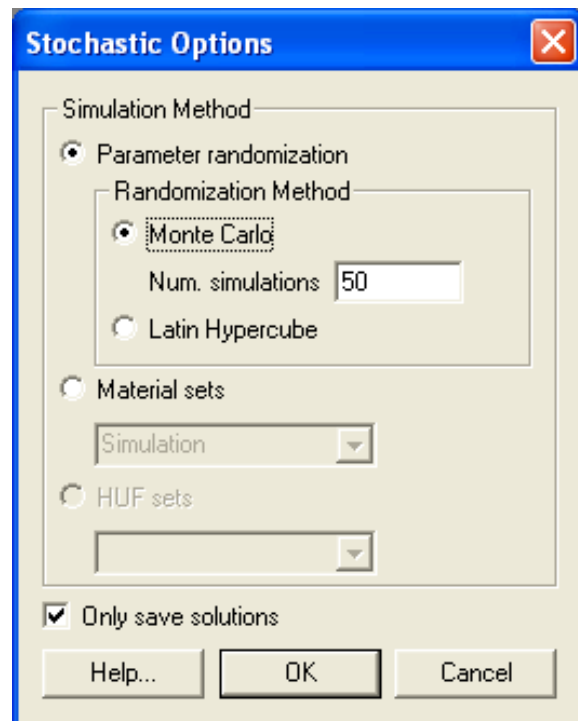 Stochastic Options
Simulation Method
Parameter randomization
Randomization Method
Monte Carlo
Num. simulations 50
Latin Hypercube
Material sets
Simulation
HUF sets
Only save solutions
Help... OK Cancel